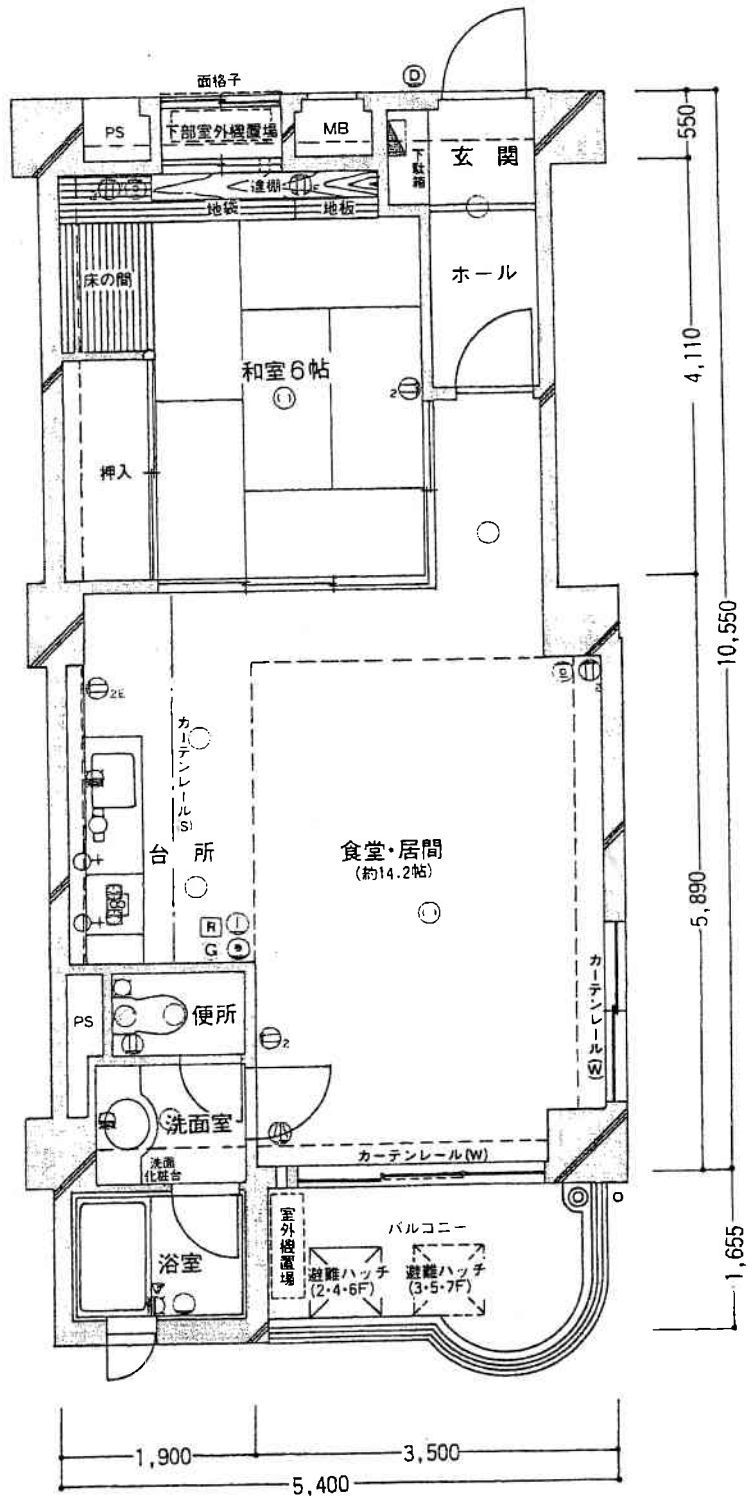 面格子
D
PS
下部室外機置場
MB
玄関
下駄箱
違棚
地袋
地板
ホール
床の間
和室6帖
2
押入
2E
カーテンレール(S)
台所
食堂・居間
(約14.2帖)
2
R
G
カーテンレール(W)
PS
便所
2
洗面室
洗面
化粧台
カーテンレール(W)
浴室
室外機置場
バルコニー
避難ハッチ
(2・4・6F)
避難ハッチ
(3・5・7F)
550
4,110
10,550
5,890
1,655
1,900
3,500
5,400